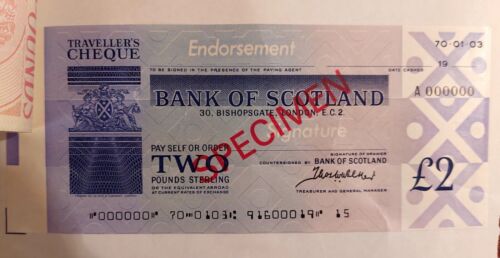 TRAVELLER'S
CHEQUE
Endorsement
70-01-03
TO BE SIGNED IN THE PRESENCE OF THE PAYING AGENT
DATE CASHED
19
A 000000
BANK OF SCOTLAND
30, BISHOPSGATE, LONDON, E.C.2.
SPECIMEN
Signature
PAY SELF OR ORDER
SIGNATURE OF DRAWER
TWO
COUNTERSIGNED BY BANK OF SCOTLAND
POUNDS STERLING
OR THE EQUIVALENT ABROAD
AT CURRENT RATES OF EXCHANGE
£2
TREASURER AND GENERAL MANAGER
"000000" 70"0103: 91600019" 15
POUNDS